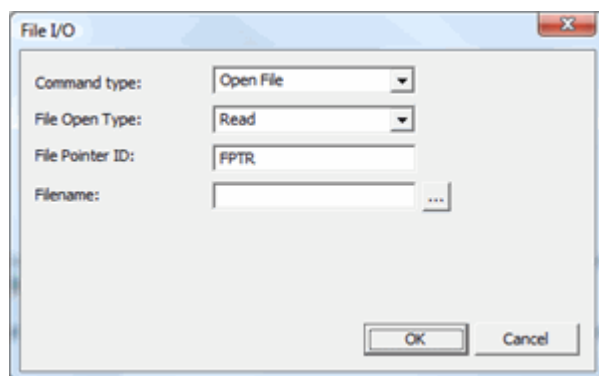 File I/O
Command type: Open File
File Open Type: Read
File Pointer ID: FPTR
Filename: ...
OK Cancel